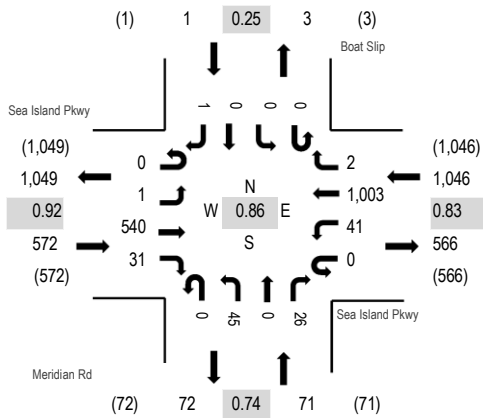 (1) 1 0.25 3 (3)
Boat Slip
1 0 0 0
Sea Island Pkwy
(1,049) (1,046)
0 2
1,049 1,046
1 N 1,003
0.92 W 0.86 E 0.83
540 41
572 S 566
31 0
(572) (566)
0 45 0 26
Sea Island Pkwy
Meridian Rd
(72) 72 0.74 71 (71)